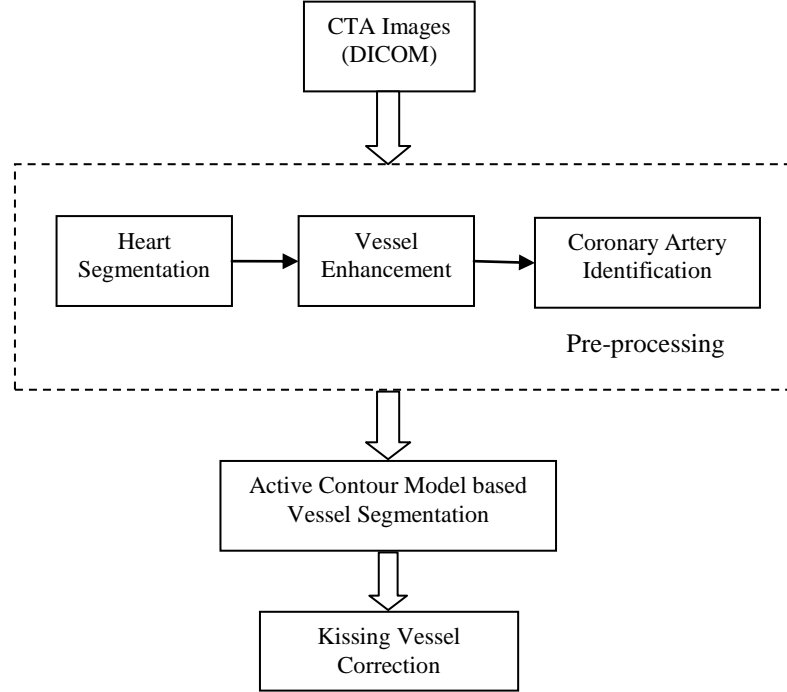 CTA Images
(DICOM)
Heart
Segmentation
Vessel
Enhancement
Coronary Artery
Identification
Pre-processing
Active Contour Model based
Vessel Segmentation
Kissing Vessel
Correction